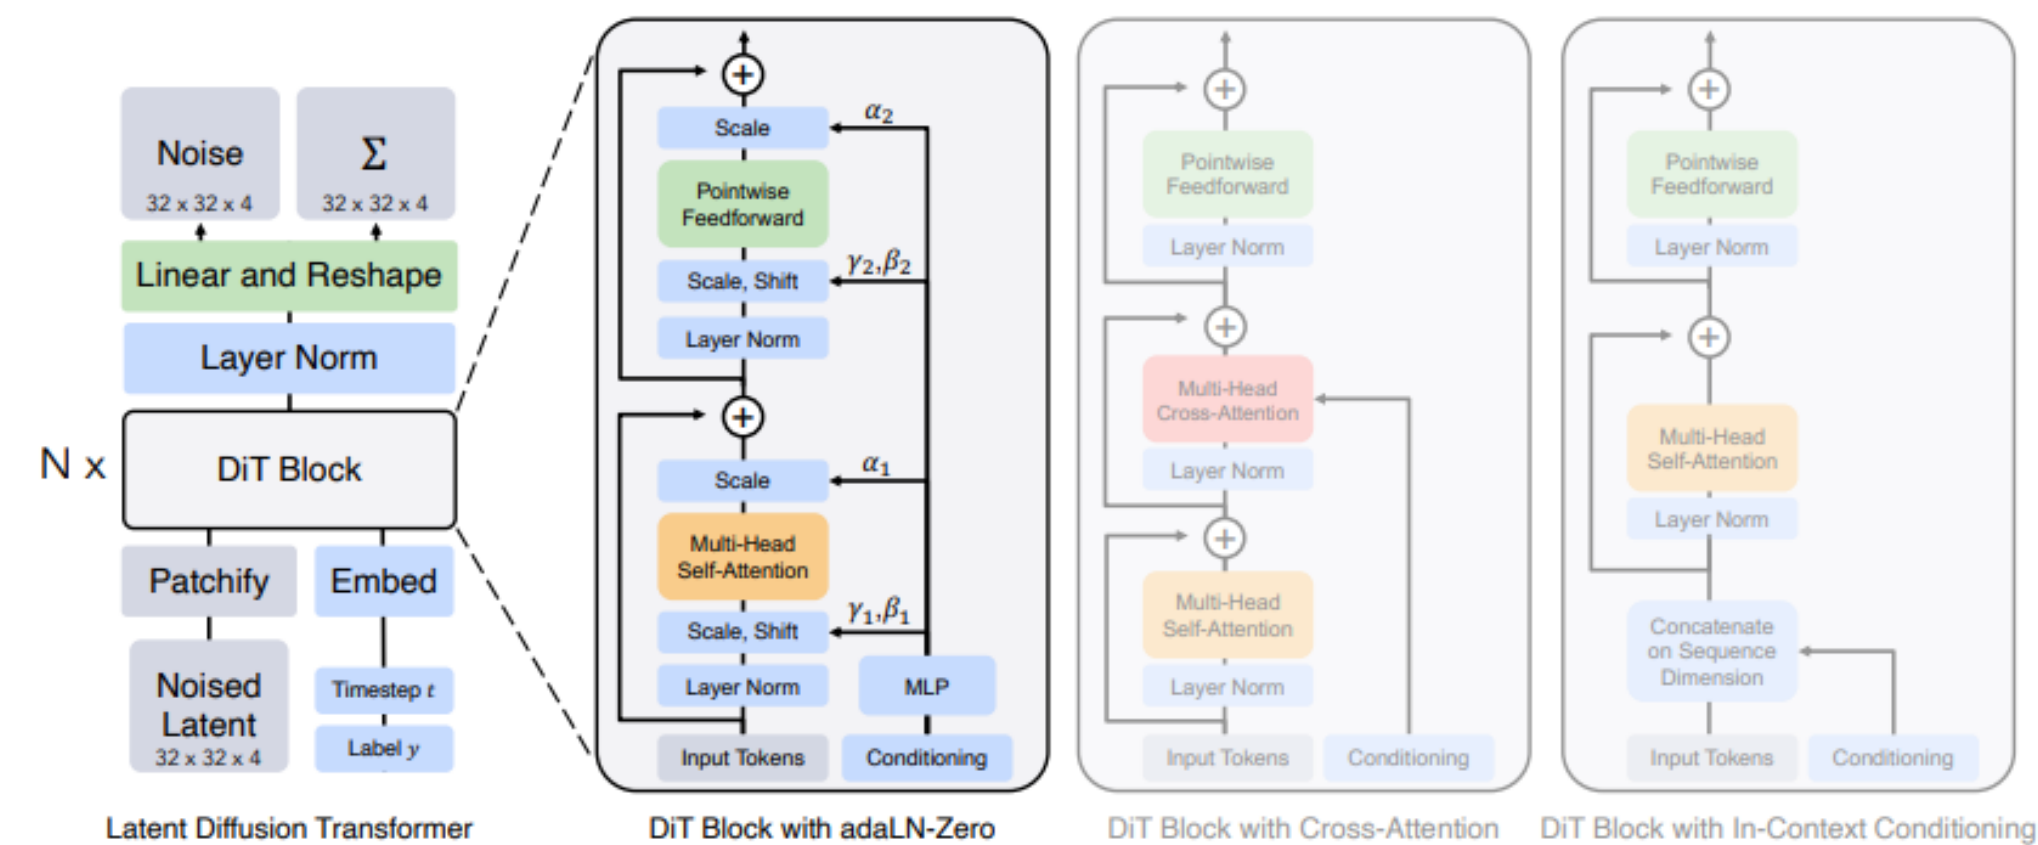 Noise
32 x 32 x 4
Σ
32 x 32 x 4
Linear and Reshape
Layer Norm
N x
DiT Block
Patchify
Embed
Noised
Latent
32 x 32 x 4
Timestep t
Label y
Latent Diffusion Transformer
+
α₂
Scale
Pointwise
Feedforward
γ₂,β₂
Scale, Shift
Layer Norm
+
α₁
Scale
Multi-Head
Self-Attention
γ₁,β₁
Scale, Shift
Layer Norm
MLP
Input Tokens
Conditioning
DiT Block with adaLN-Zero
+
Pointwise
Feedforward
Layer Norm
+
Multi-Head
Cross-Attention
Layer Norm
+
Multi-Head
Self-Attention
Layer Norm
Input Tokens
Conditioning
DiT Block with Cross-Attention
+
Pointwise
Feedforward
Layer Norm
+
Multi-Head
Self-Attention
Layer Norm
Concatenate
on Sequence
Dimension
Input Tokens
Conditioning
DiT Block with In-Context Conditioning